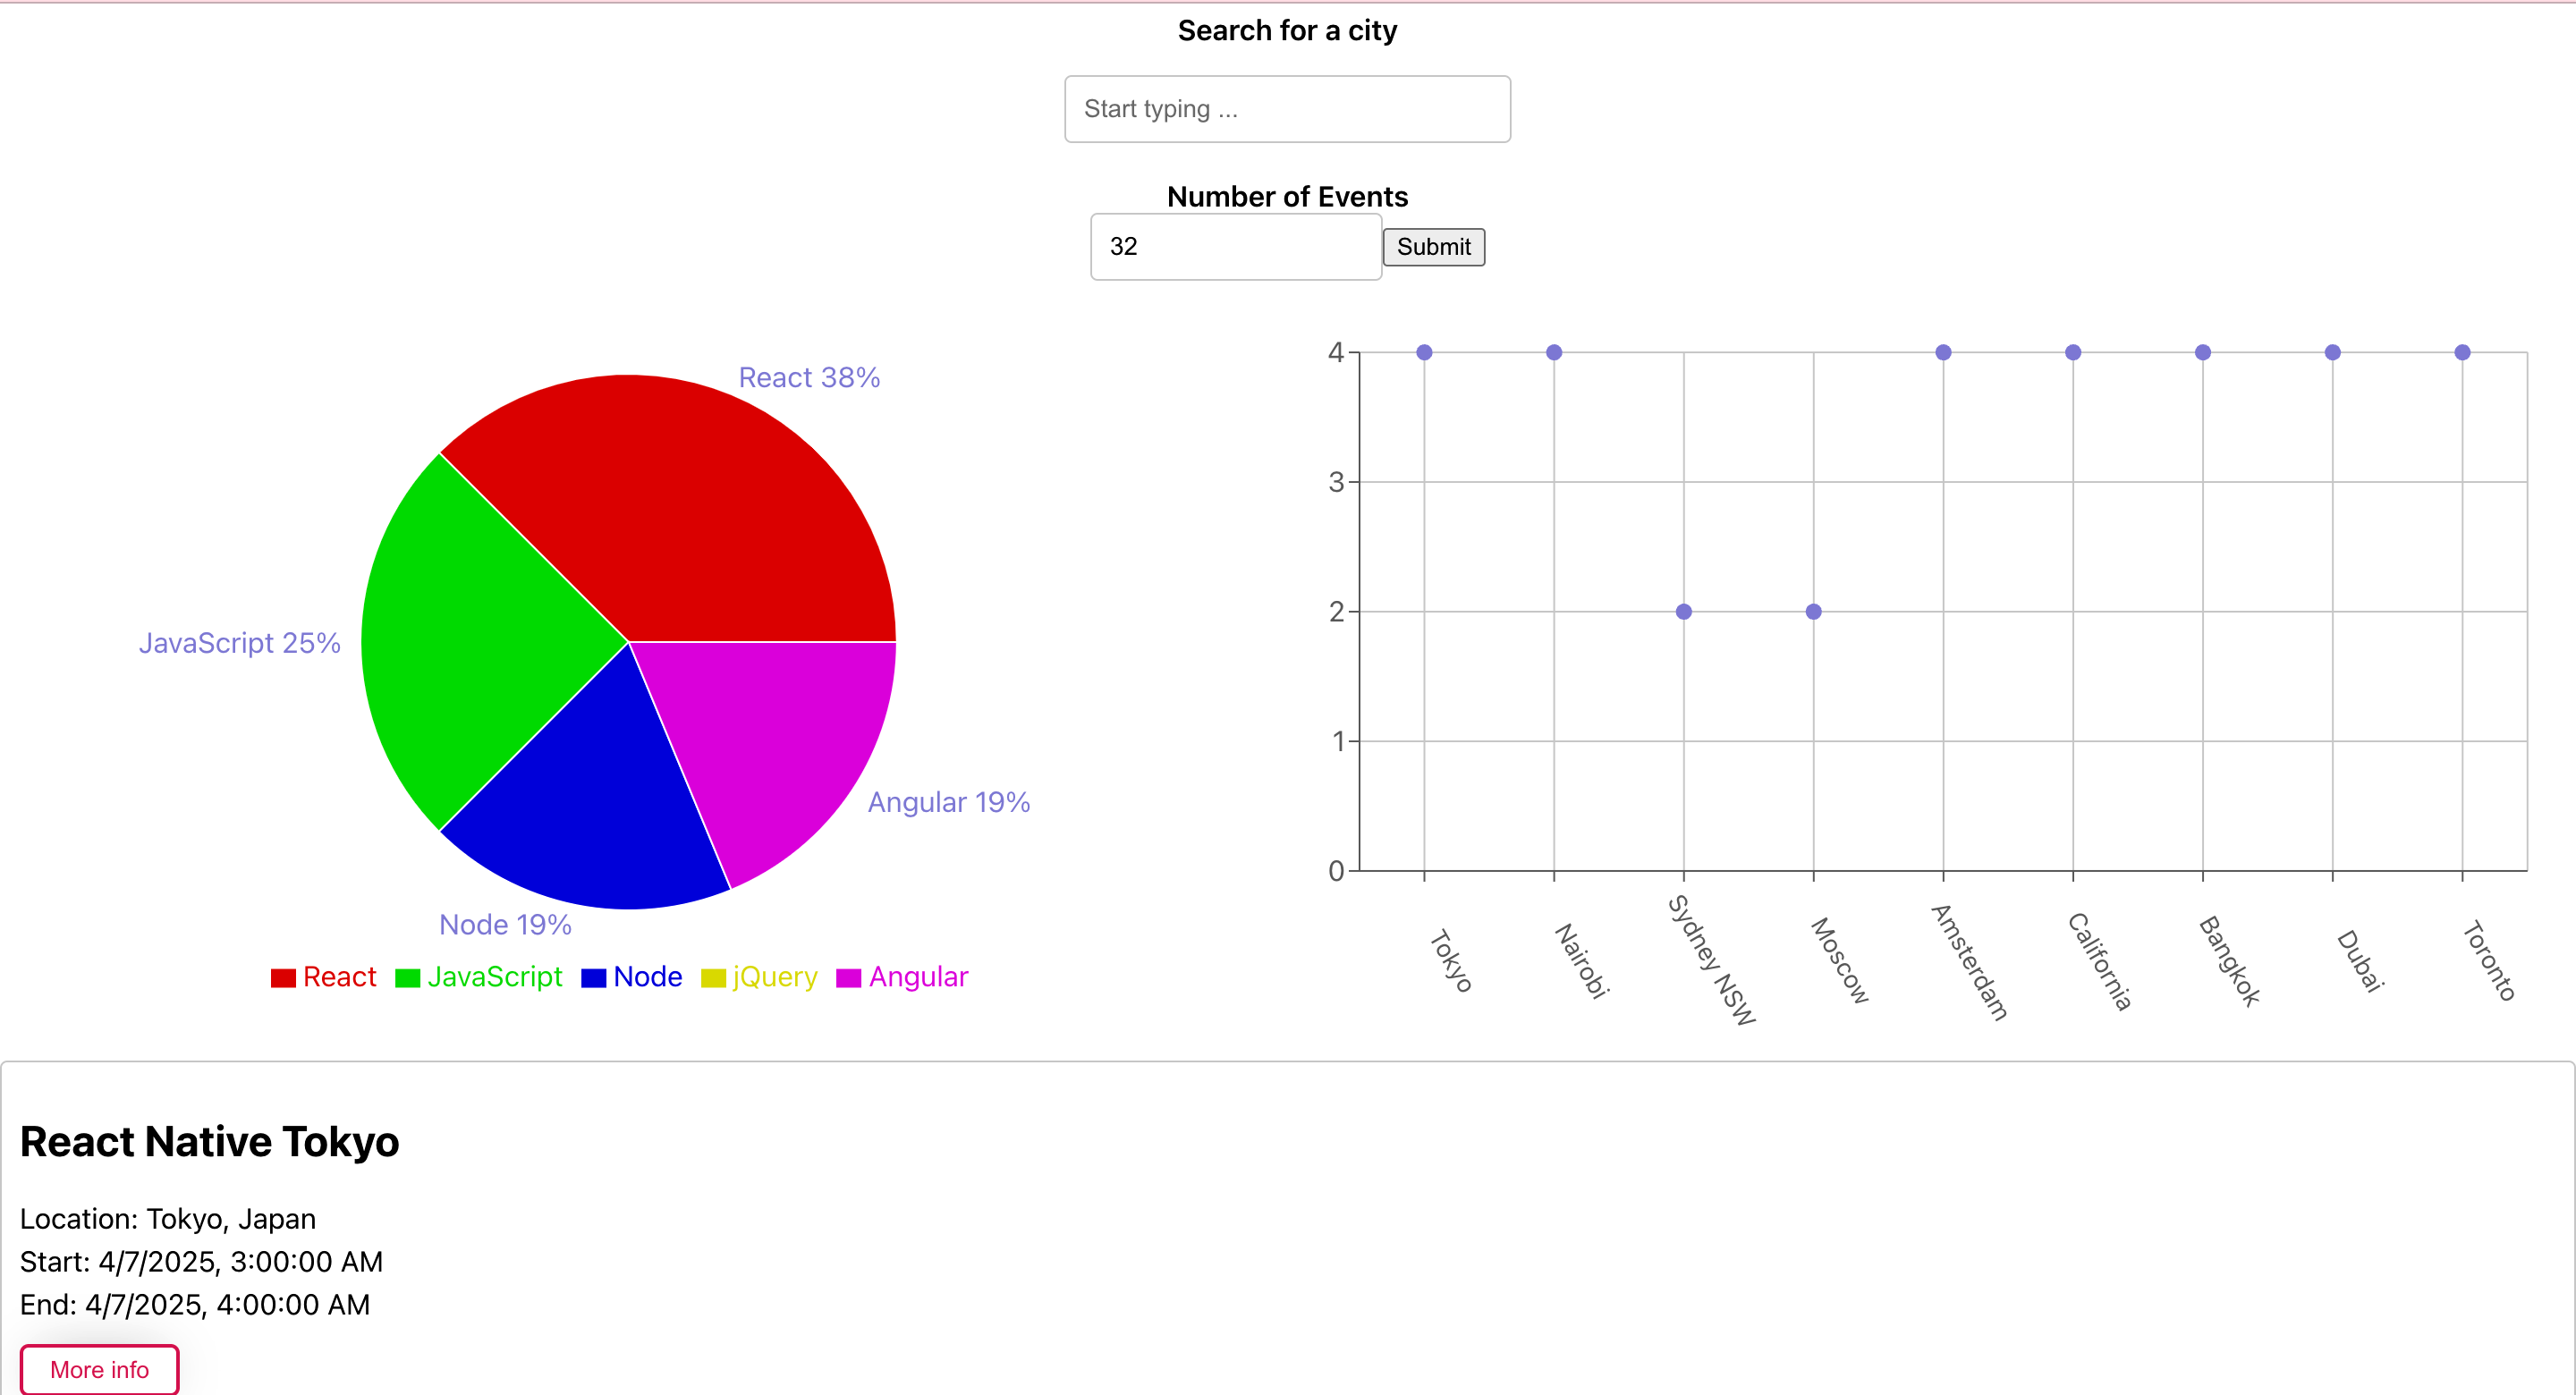 Search for a city
Start typing ...
Number of Events
32
Submit
React 38%
JavaScript 25%
Angular 19%
Node 19%
React JavaScript Node jQuery Angular
4
3
2
1
0
Tokyo
Nairobi
Sydney NSW
Moscow
Amsterdam
California
Bangkok
Dubai
Toronto
React Native Tokyo
Location: Tokyo, Japan
Start: 4/7/2025, 3:00:00 AM
End: 4/7/2025, 4:00:00 AM
More info